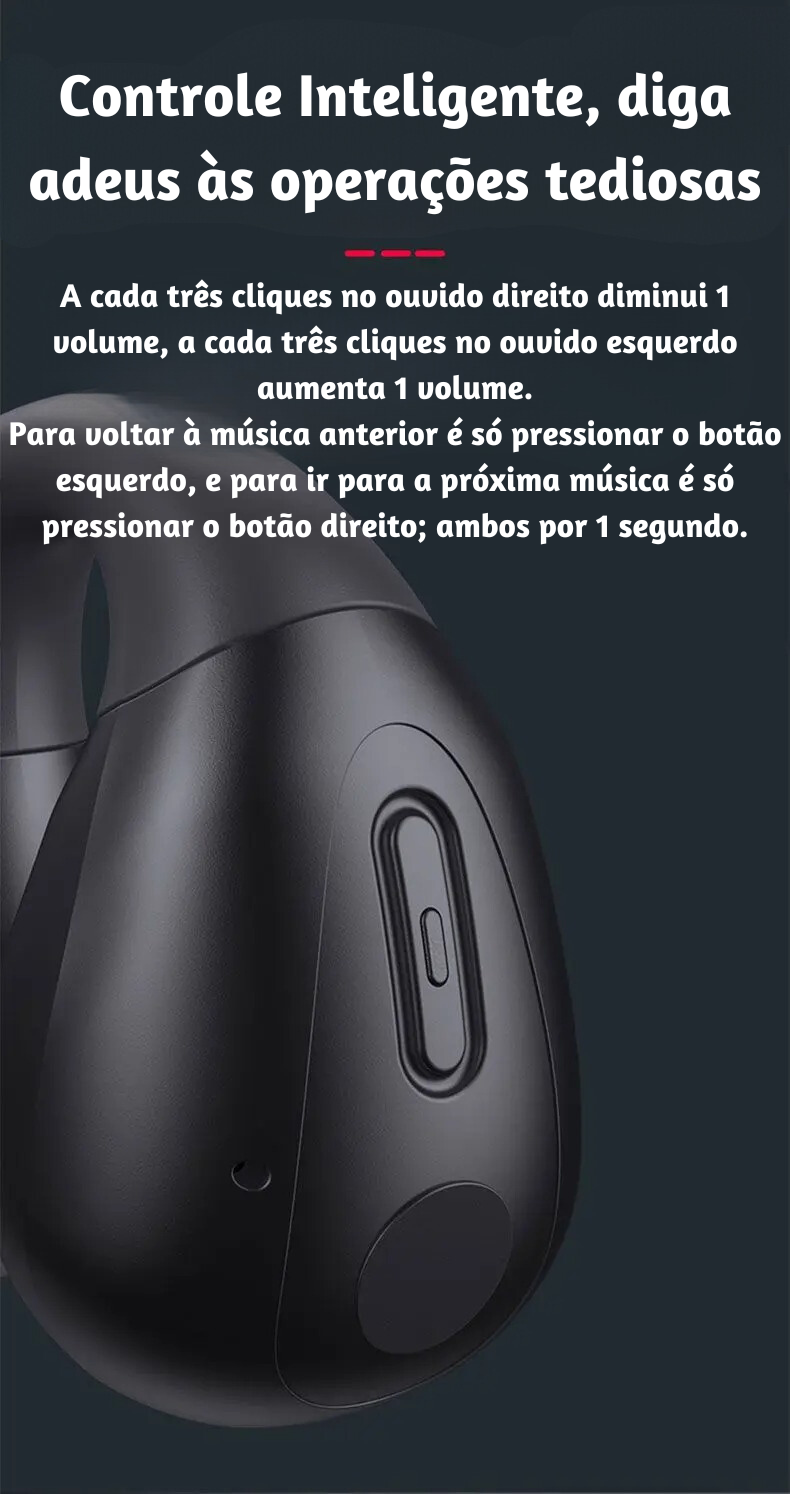 Controle Inteligente, diga
adeus às operações tediosas
A cada três cliques no ouvido direito diminui 1
volume, a cada três cliques no ouvido esquerdo
aumenta 1 volume.
Para voltar à música anterior é só pressionar o botão
esquerdo, e para ir para a próxima música é só
pressionar o botão direito; ambos por 1 segundo.